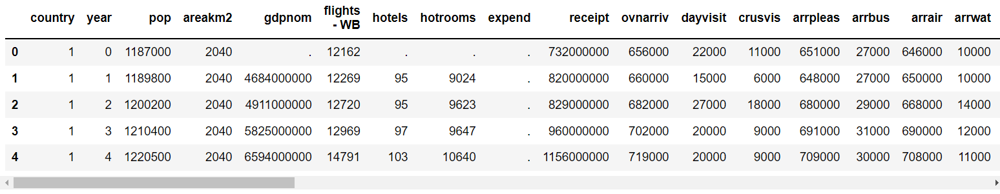 country year pop areakm2 gdpnom flights - WB hotels hotrooms expend receipt ovnarriv dayvisit crusvis arrpleas arrbus arrair arrwat
0 1 0 1187000 2040 . 12162 . . . 732000000 656000 22000 11000 651000 27000 646000 10000
1 1 1 1189800 2040 4684000000 12269 95 9024 . 820000000 660000 15000 6000 648000 27000 650000 10000
2 1 2 1200200 2040 4911000000 12720 95 9623 . 829000000 682000 27000 18000 680000 29000 668000 14000
3 1 3 1210400 2040 5825000000 12969 97 9647 . 960000000 702000 20000 9000 691000 31000 690000 12000
4 1 4 1220500 2040 6594000000 14791 103 10640 . 1156000000 719000 20000 9000 709000 30000 708000 11000